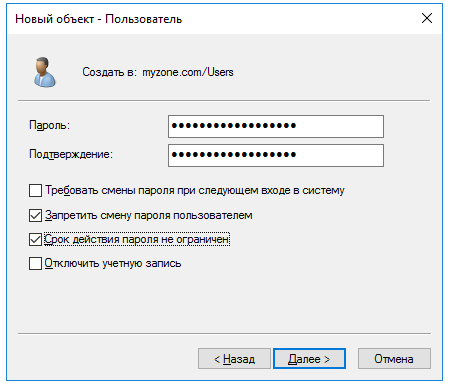 Новый объект - Пользователь
Создать в: myzone.com/Users
Пароль: ●●●●●●●●●●●●●●●●●●
Подтверждение: ●●●●●●●●●●●●●●●●●●
Требовать смены пароля при следующем входе в систему
Запретить смену пароля пользователем
Срок действия пароля не ограничен
Отключить учетную запись
< Назад Далее > Отмена